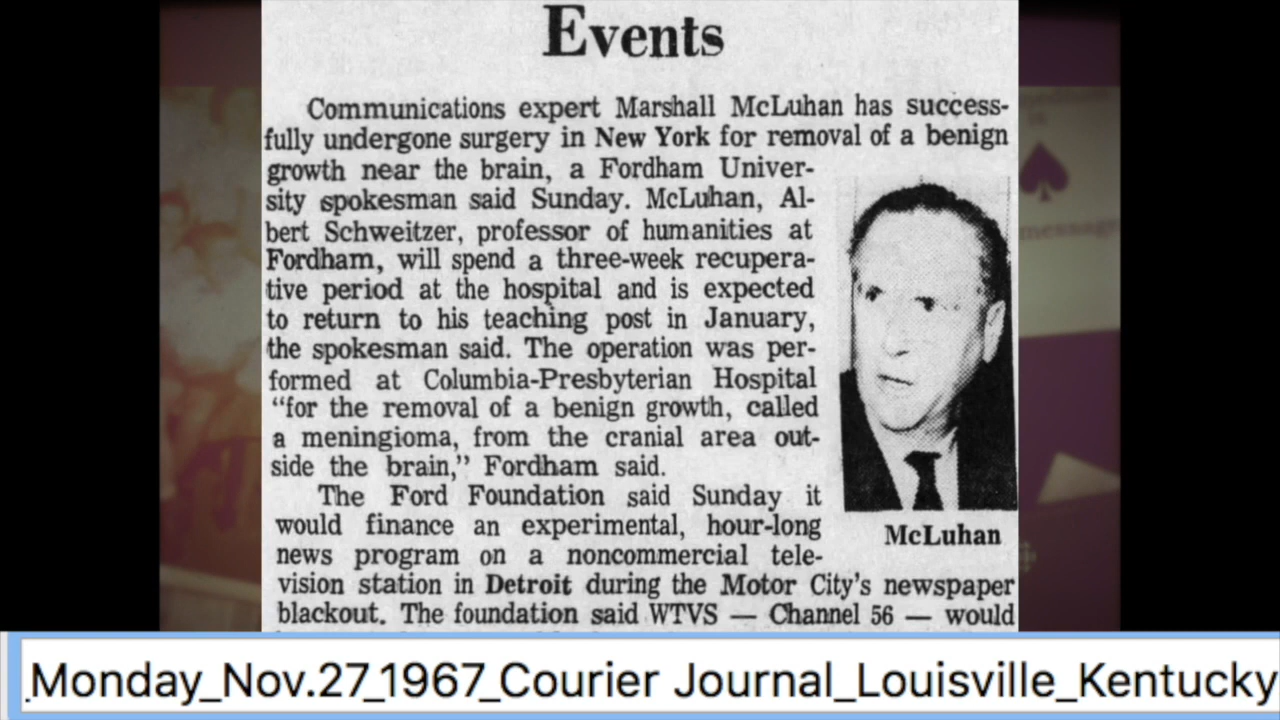 Events
Communications expert Marshall McLuhan has success-
fully undergone surgery in New York for removal of a benign
growth near the brain, a Fordham Univer-
sity spokesman said Sunday. McLuhan, Al-
bert Schweitzer, professor of humanities at
Fordham, will spend a three-week recupera-
tive period at the hospital and is expected
to return to his teaching post in January,
the spokesman said. The operation was per-
formed at Columbia-Presbyterian Hospital
“for the removal of a benign growth, called
a meningioma, from the cranial area out-
side the brain,” Fordham said.
The Ford Foundation said Sunday it
would finance an experimental, hour-long
news program on a noncommercial tele-
vision station in Detroit during the Motor City's newspaper
blackout. The foundation said WTVS — Channel 56 — would
McLuhan
message
.Monday_Nov.27_1967_Courier Journal_Louisville_Kentucky